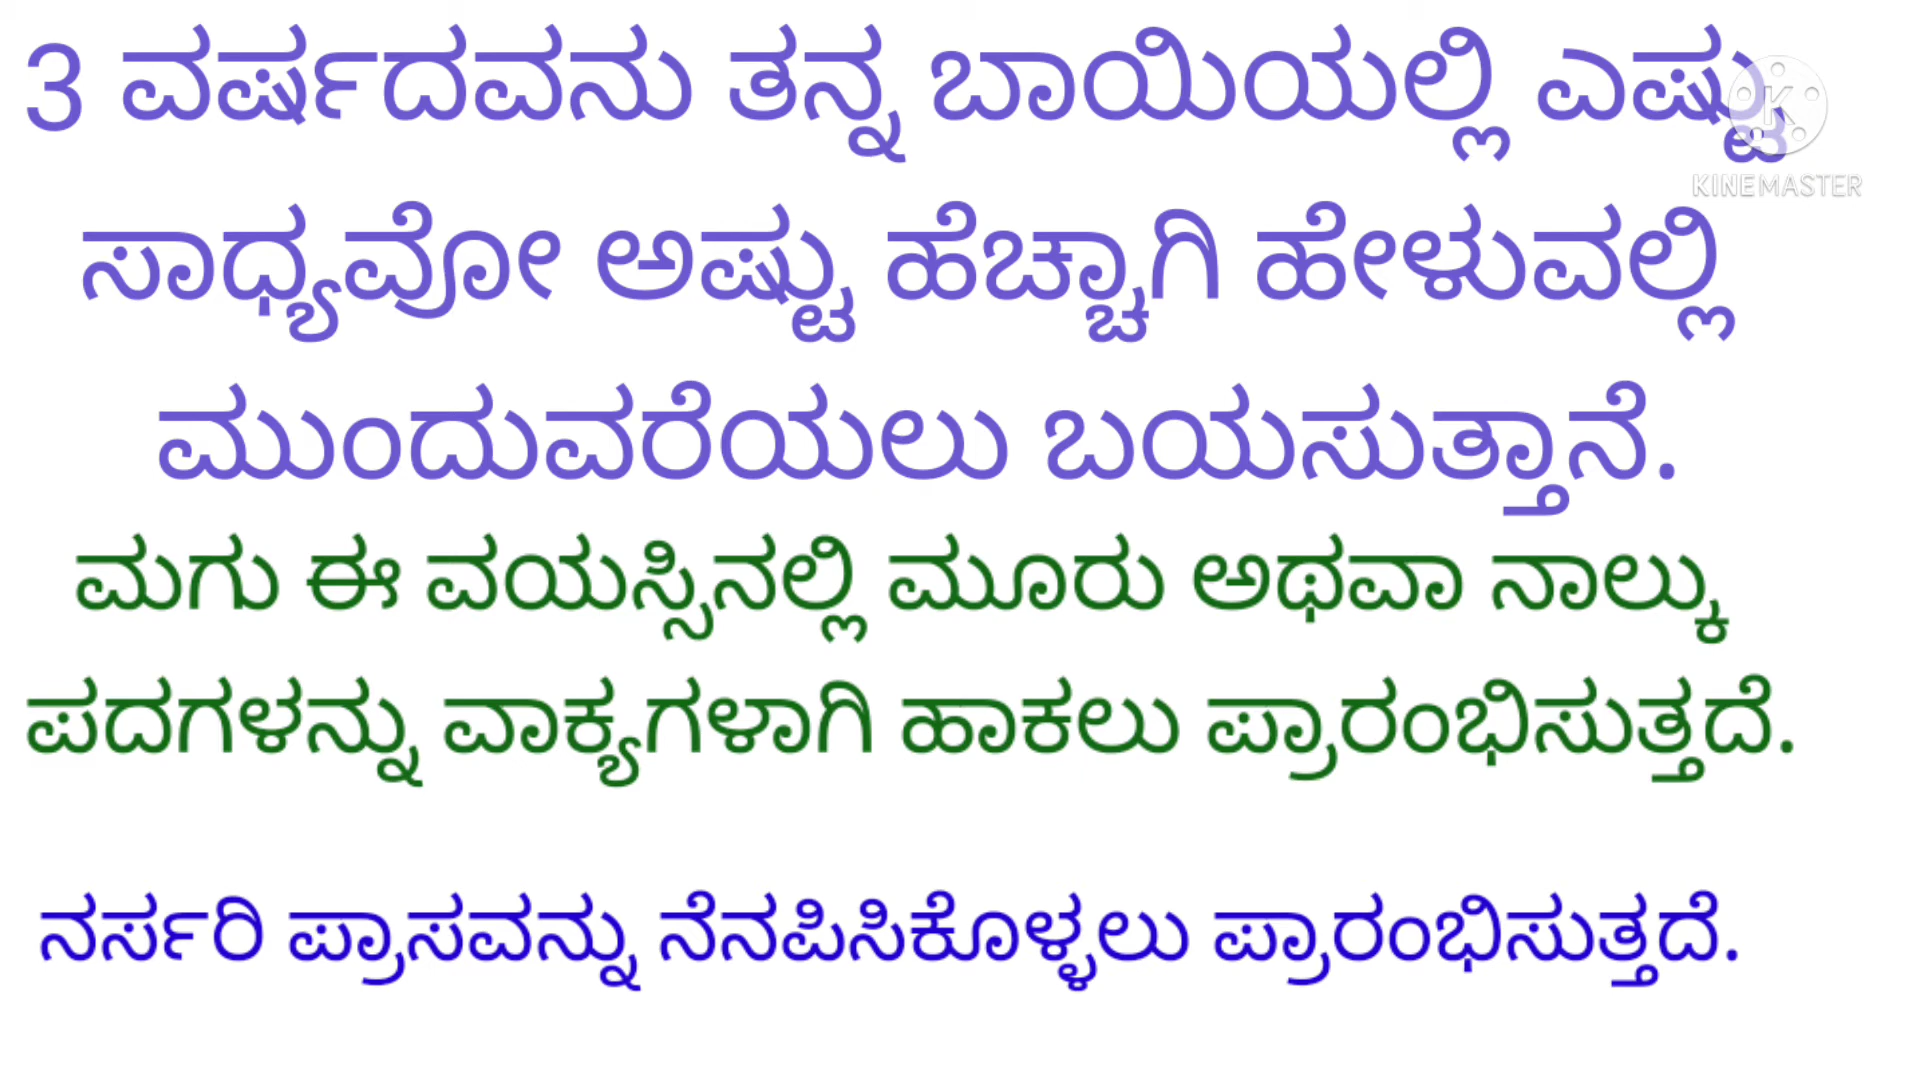 3 ವರ್ಷದವನು ತನ್ನ ಬಾಯಿಯಲ್ಲಿ ಎಷ್ಟು
ಸಾಧ್ಯವೋ ಅಷ್ಟು ಹೆಚ್ಚಾಗಿ ಹೇಳುವಲ್ಲಿ
ಮುಂದುವರೆಯಲು ಬಯಸುತ್ತಾನೆ.
ಮಗು ಈ ವಯಸ್ಸಿನಲ್ಲಿ ಮೂರು ಅಥವಾ ನಾಲ್ಕು
ಪದಗಳನ್ನು ವಾಕ್ಯಗಳಾಗಿ ಹಾಕಲು ಪ್ರಾರಂಭಿಸುತ್ತದೆ.
ನರ್ಸರಿ ಪ್ರಾಸವನ್ನು ನೆನಪಿಸಿಕೊಳ್ಳಲು ಪ್ರಾರಂಭಿಸುತ್ತದೆ.
K
KINEMASTER